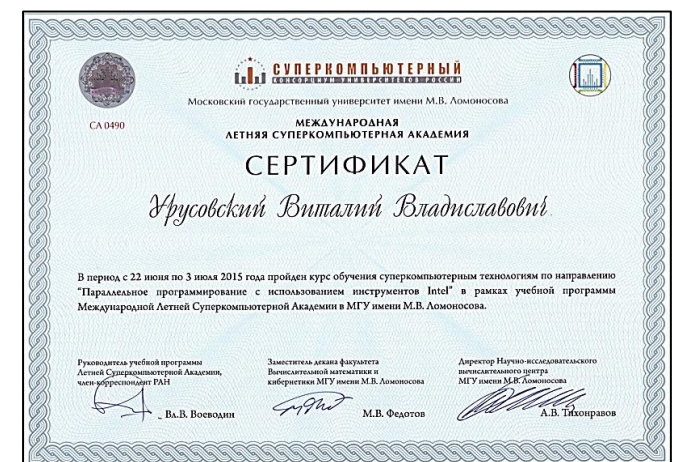 СУПЕРКОМПЬЮТЕРНЫЙ
КОНСОРЦИУМ УНИВЕРСИТЕТОВ РОССИИ
Московский государственный университет имени М.В. Ломоносова
СА 0490
МЕЖДУНАРОДНАЯ
ЛЕТНЯЯ СУПЕРКОМПЬЮТЕРНАЯ АКАДЕМИЯ
СЕРТИФИКАТ
Урусовский Виталий Владиславович
В период с 22 июня по 3 июля 2015 года пройден курс обучения суперкомпьютерным технологиям по направлению
"Параллельное программирование с использованием инструментов Intel" в рамках учебной программы
Международной Летней Суперкомпьютерной Академии в МГУ имени М.В. Ломоносова.
Руководитель учебной программы
Летней Суперкомпьютерной Академии,
член-корреспондент РАН
Вл.В. Воеводин
Заместитель декана факультета
Вычислительной математики и
кибернетики МГУ имени М.В. Ломоносова
М.В. Федотов
Директор Научно-исследовательского
вычислительного центра
МГУ имени М.В. Ломоносова
А.В. Тихонравов